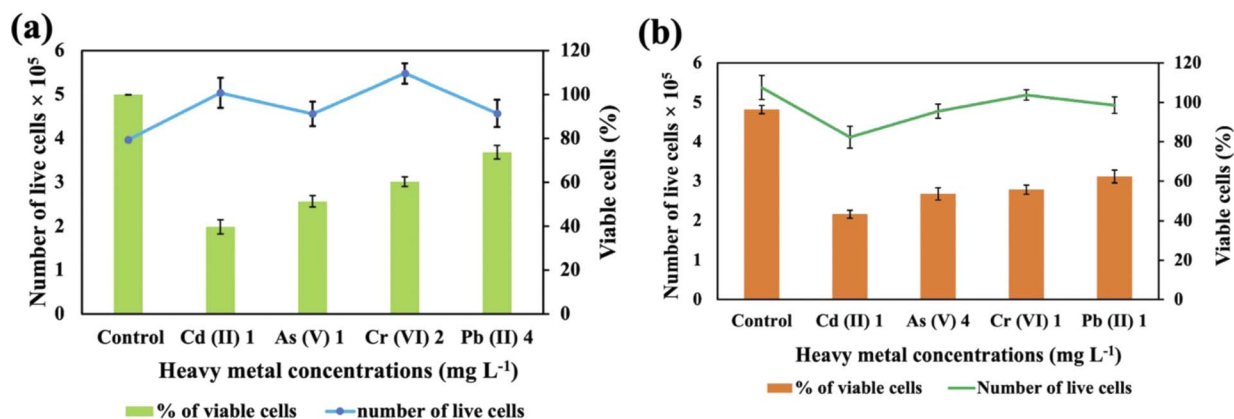 (a)
Number of live cells × 10⁵
6
5
4
3
2
1
0
120
100
80
60
40
20
0
Viable cells (%)
Control Cd (II) 1 As (V) 1 Cr (VI) 2 Pb (II) 4
Heavy metal concentrations (mg L⁻¹)
% of viable cells number of live cells
(b)
Number of live cells × 10⁵
6
5
4
3
2
1
0
120
100
80
60
40
20
0
Viable cells (%)
Control Cd (II) 1 As (V) 4 Cr (VI) 1 Pb (II) 1
Heavy metal concentrations (mg L⁻¹)
% of viable cells Number of live cells